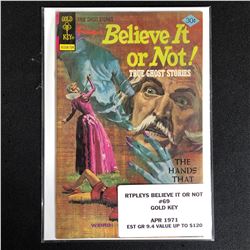 GOLD
KEY
Believe It
or Not!
30¢
TRUE GHOST STORIES
THE
HANDS
THAT
WEIRD
RTPLEYS BELIEVE IT OR NOT
#69
GOLD KEY
APR 1971
EST GR 9.4 VALUE UP TO $120